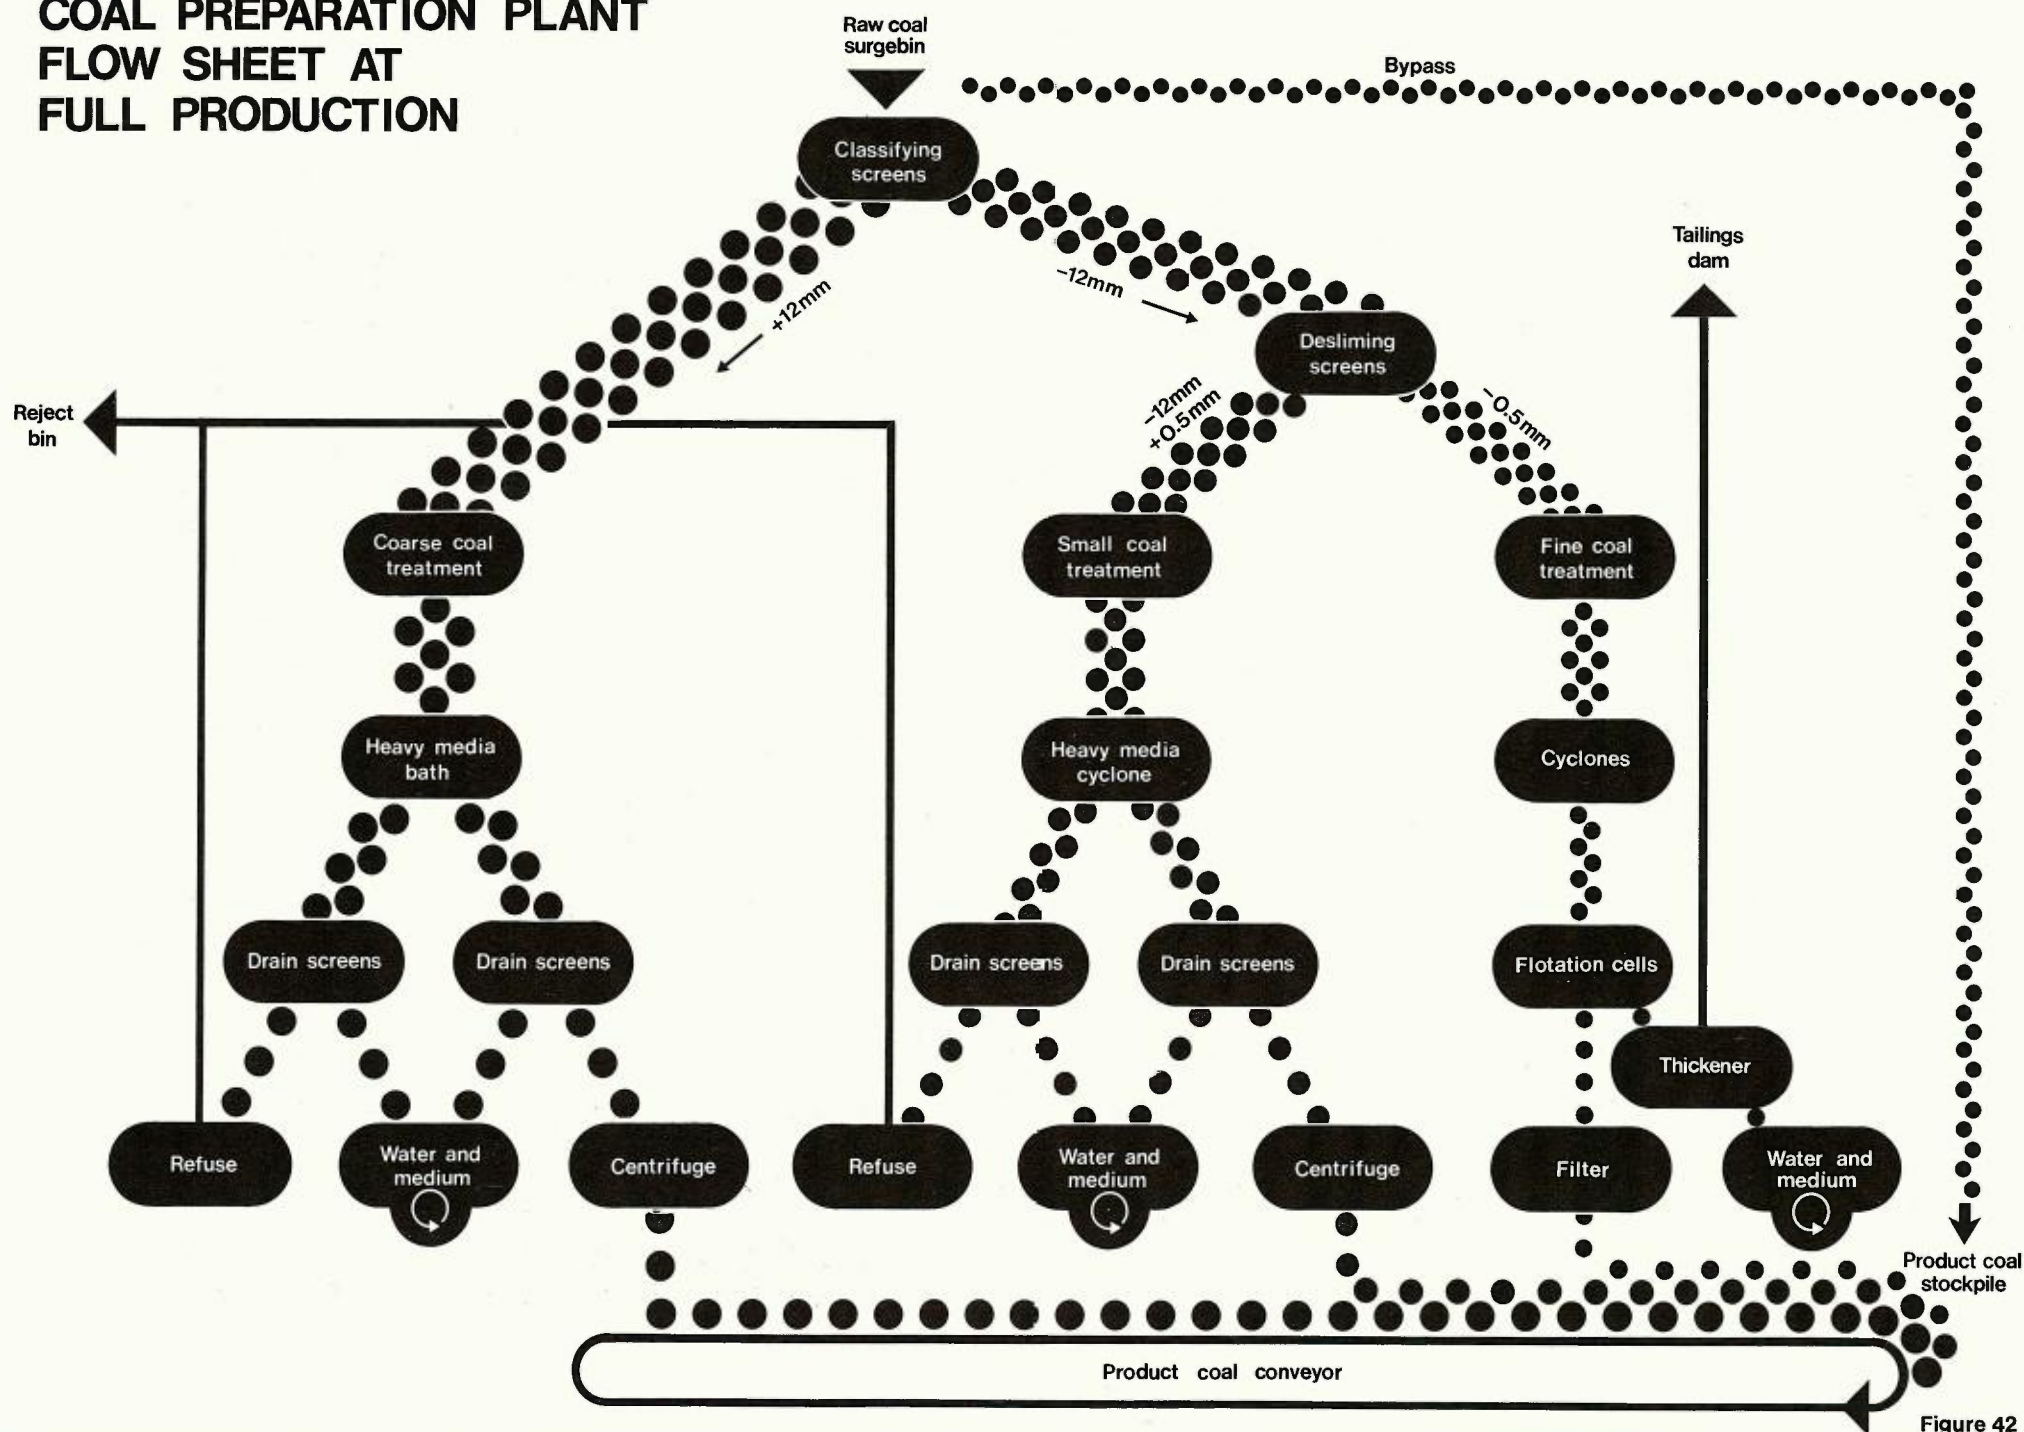 COAL PREPARATION PLANT
FLOW SHEET AT
FULL PRODUCTION
Raw coal
surgebin
Bypass
Classifying
screens
+12mm
–12mm
Tailings
dam
Desliming
screens
–12mm
+0.5mm
–0.5mm
Reject
bin
Coarse coal
treatment
Small coal
treatment
Fine coal
treatment
Heavy media
bath
Heavy media
cyclone
Cyclones
Drain screens
Drain screens
Drain screens
Drain screens
Flotation cells
Thickener
Refuse
Water and
medium
Centrifuge
Refuse
Water and
medium
Centrifuge
Filter
Water and
medium
Product coal
stockpile
Product coal conveyor
Figure 42